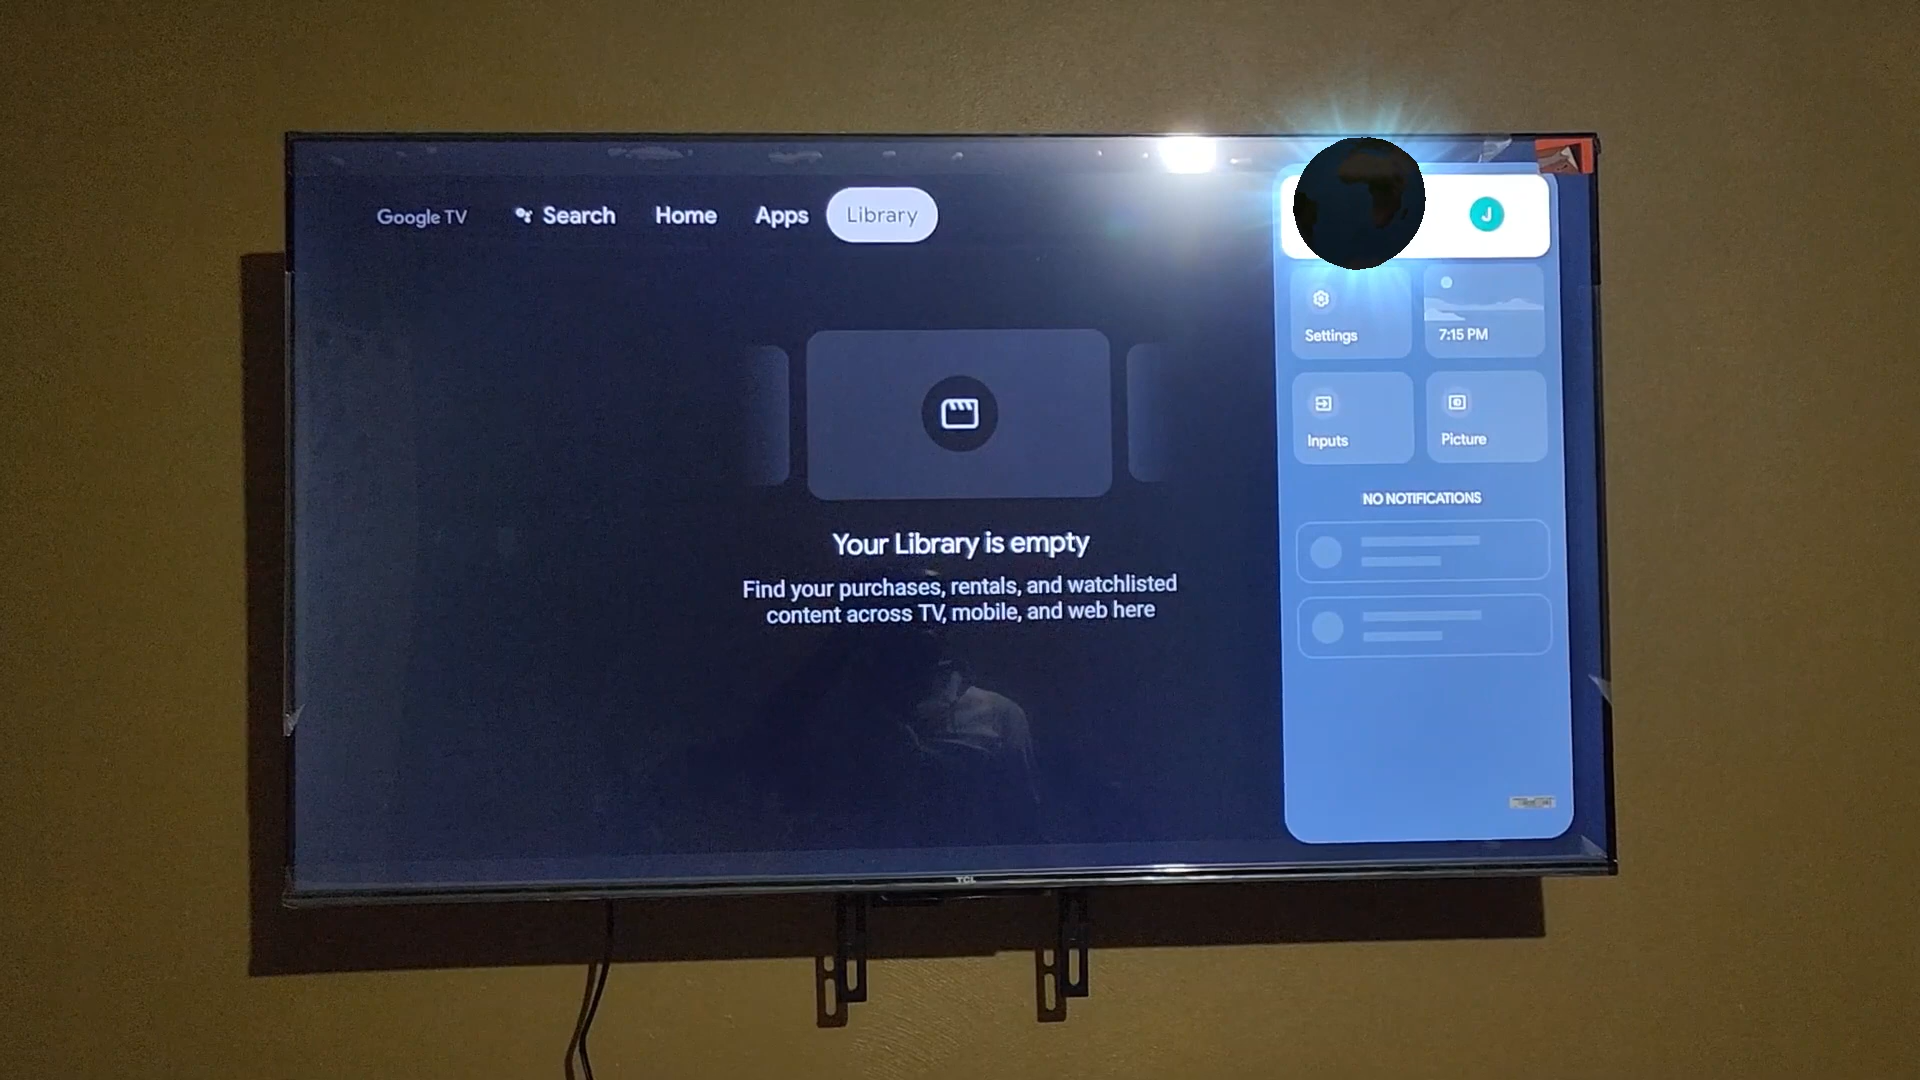 Google TV
Search
Home
Apps
Library
J
Settings
7:15 PM
Inputs
Picture
NO NOTIFICATIONS
Your Library is empty
Find your purchases, rentals, and watchlisted
content across TV, mobile, and web here
TCL